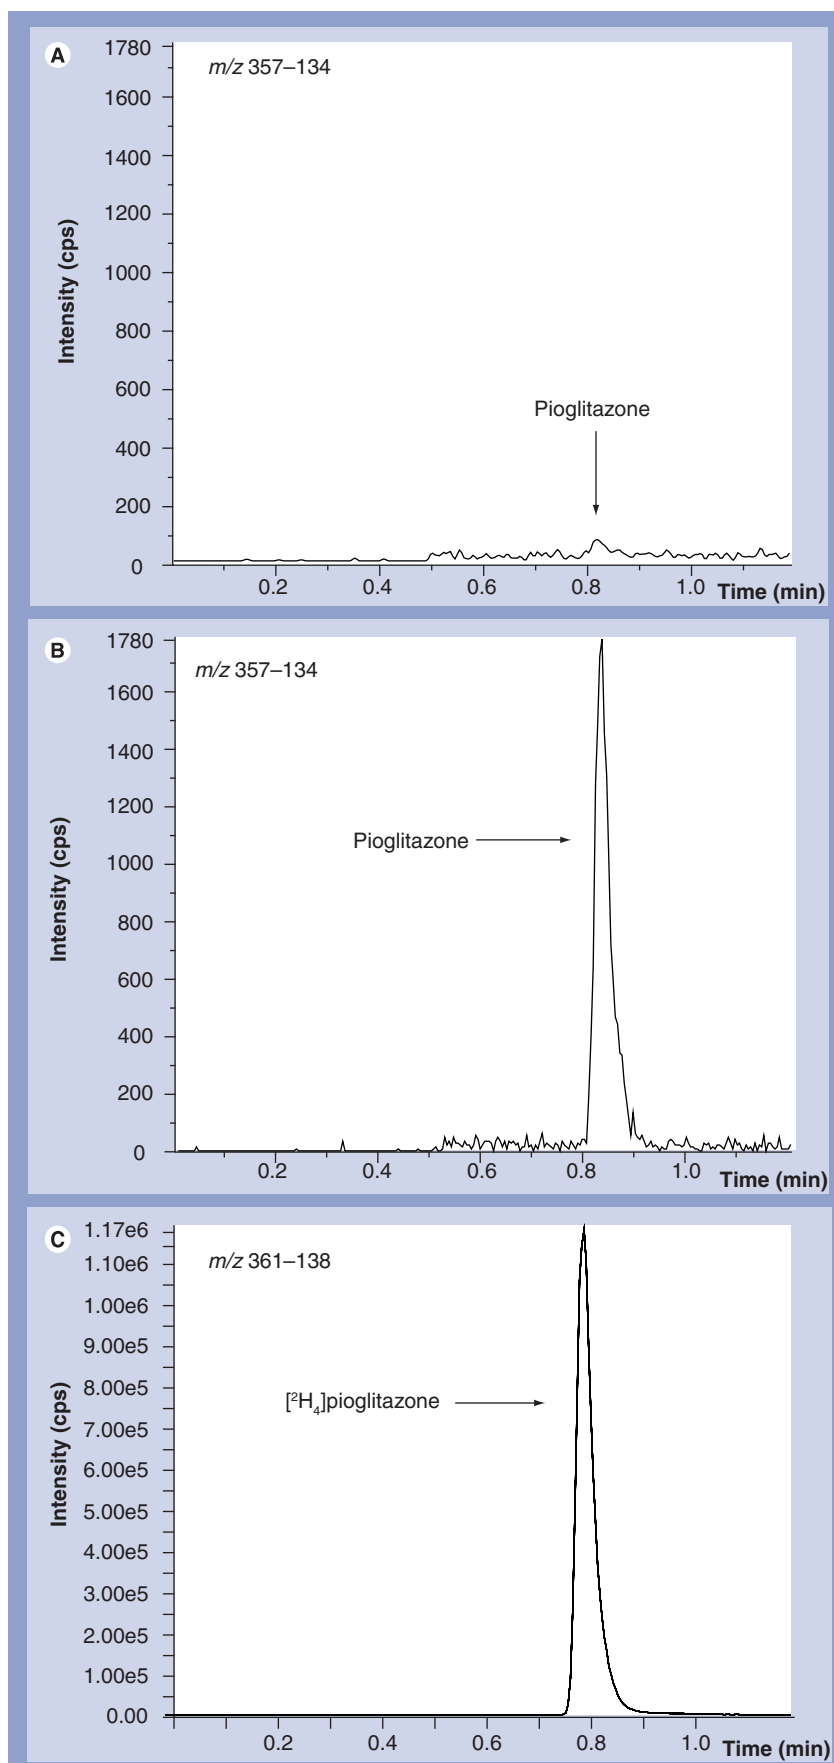 A
m/z 357–134
Intensity (cps)
1780
1600
1400
1200
1000
800
600
400
200
0
Pioglitazone
0.2 0.4 0.6 0.8 1.0 Time (min)
B
m/z 357–134
Intensity (cps)
1780
1600
1400
1200
1000
800
600
400
200
0
Pioglitazone
0.2 0.4 0.6 0.8 1.0 Time (min)
C
m/z 361–138
Intensity (cps)
1.17e6
1.10e6
1.00e6
9.00e5
8.00e5
7.00e5
6.00e5
5.00e5
4.00e5
3.00e5
2.00e5
1.00e5
0.00
[²H₄]pioglitazone
0.2 0.4 0.6 0.8 1.0 Time (min)